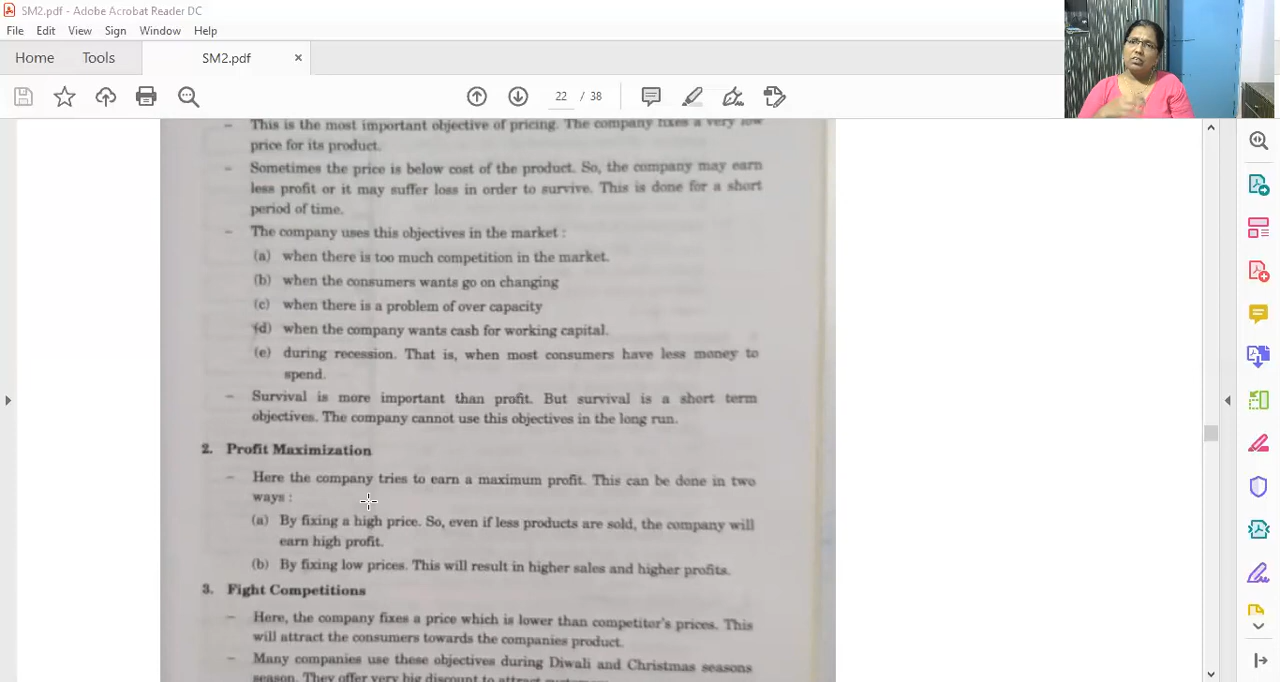 SM2.pdf - Adobe Acrobat Reader DC
File Edit View Sign Window Help
Home Tools SM2.pdf ×
22 / 38
– This is the most important objective of pricing. The company fixes a very low
price for its product.
– Sometimes the price is below cost of the product. So, the company may earn
less profit or it may suffer loss in order to survive. This is done for a short
period of time.
– The company uses this objectives in the market :
(a) when there is too much competition in the market.
(b) when the consumers wants go on changing
(c) when there is a problem of over capacity
(d) when the company wants cash for working capital.
(e) during recession. That is, when most consumers have less money to
spend.
– Survival is more important than profit. But survival is a short term
objectives. The company cannot use this objectives in the long run.
2. Profit Maximization
– Here the company tries to earn a maximum profit. This can be done in two
ways :
(a) By fixing a high price. So, even if less products are sold, the company will
earn high profit.
(b) By fixing low prices. This will result in higher sales and higher profits.
3. Fight Competitions
– Here, the company fixes a price which is lower than competitor's prices. This
will attract the consumers towards the companies product.
– Many companies use these objectives during Diwali and Christmas seasons
season. They offer very big discount to attract customers